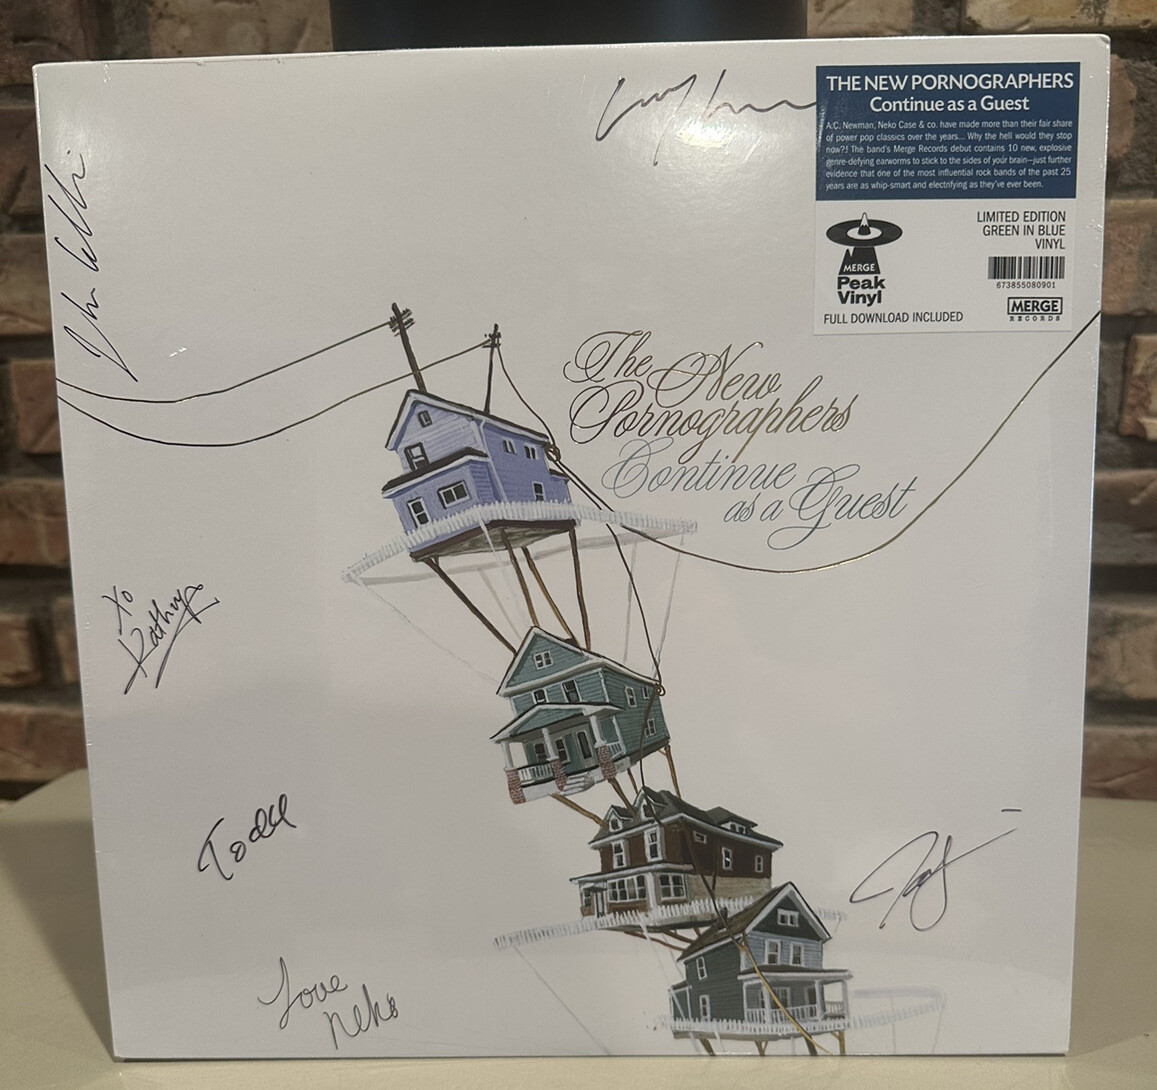 THE NEW PORNOGRAPHERS
Continue as a Guest
A.C. Newman, Neko Case & co. have made more than their fair share
of power pop classics over the years... Why the hell would they stop
now?! The band's Merge Records debut contains 10 new, explosive
genre-defying earworms to stick to the sides of your brain—just further
evidence that one of the most influential rock bands of the past 25
years are as whip-smart and electrifying as they've ever been.
LIMITED EDITION
GREEN IN BLUE
VINYL
673855080901
MERGE
Peak
Vinyl
FULL DOWNLOAD INCLUDED
MERGE
RECORDS
The New
Pornographers
Continue
as a Guest
xo
Kathryn
Todd
Love
Neko